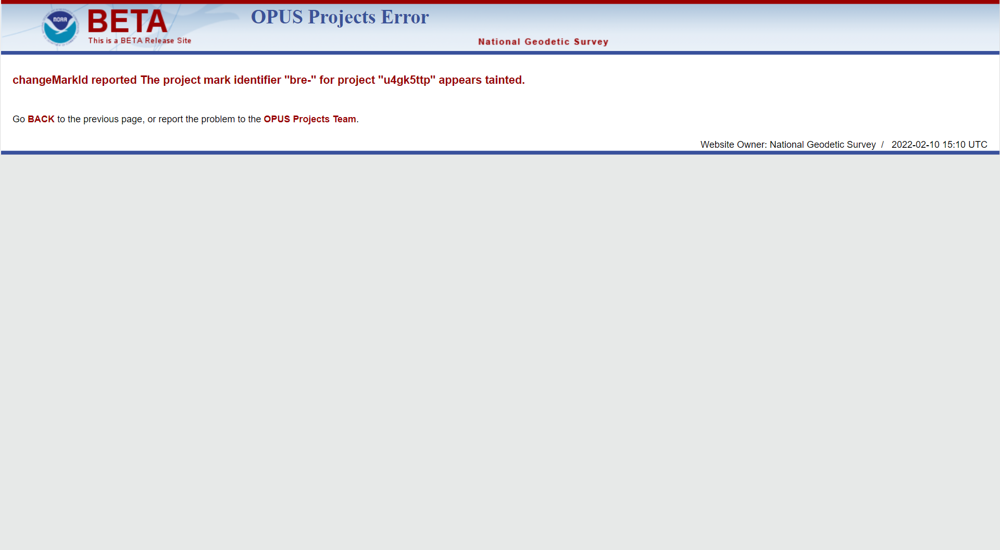 NOAA
BETA
This is a BETA Release Site
OPUS Projects Error
National Geodetic Survey
changeMarkId reported The project mark identifier "bre-" for project "u4gk5ttp" appears tainted.
Go BACK to the previous page, or report the problem to the OPUS Projects Team.
Website Owner: National Geodetic Survey / 2022-02-10 15:10 UTC